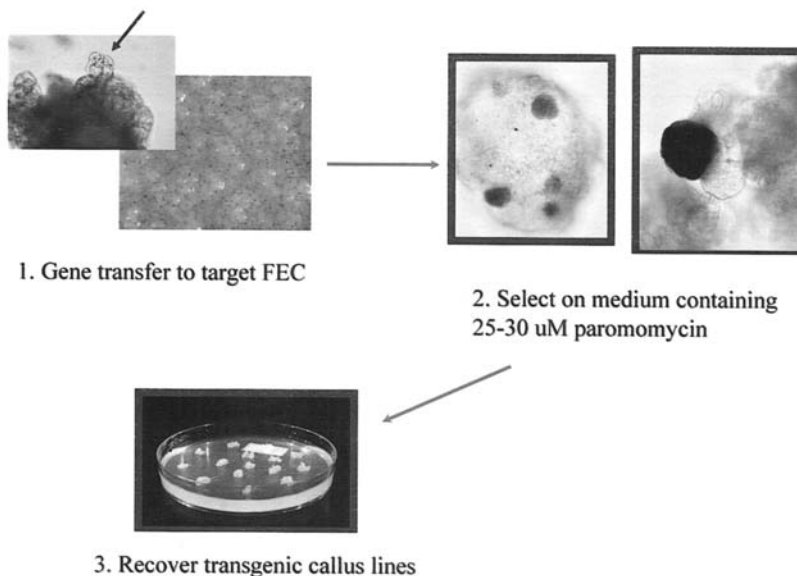 1. Gene transfer to target FEC
2. Select on medium containing
25-30 uM paromomycin
3. Recover transgenic callus lines